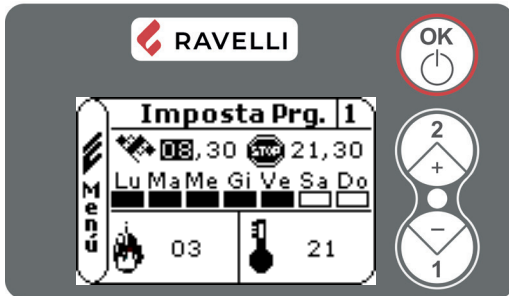 RAVELLI
OK
Imposta Prg. 1
08,30 STOP 21,30
Lu Ma Me Gi Ve Sa Do
Menú
03 21
2
+
−
1